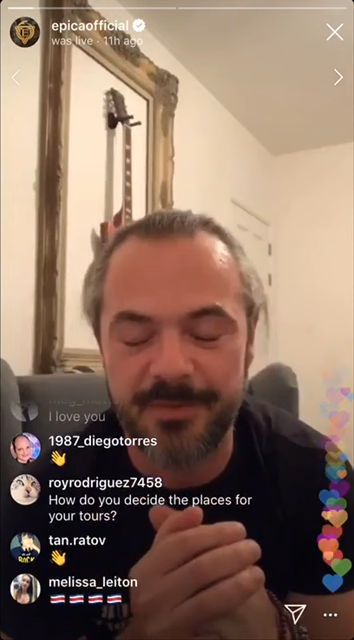 epicaofficial
was live · 11h ago
I love you
1987_diegotorres
👋
royrodriguez7458
How do you decide the places for
your tours?
tan.ratov
👋
melissa_leiton
🇨🇷🇨🇷🇨🇷🇨🇷